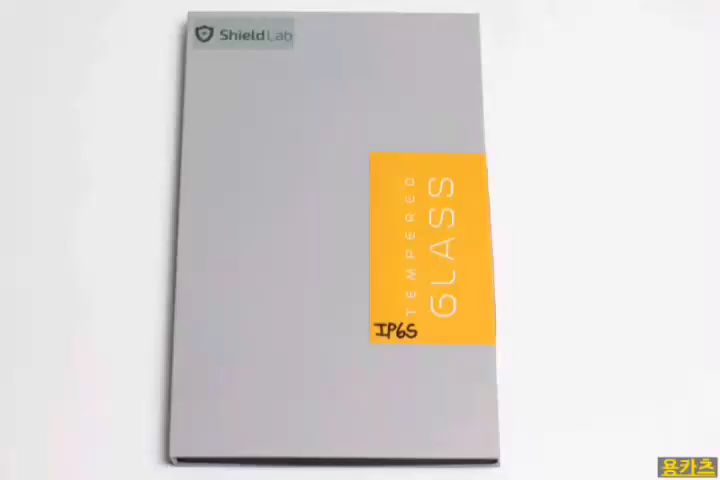 ShieldLab
TEMPERED
GLASS
IP6S
용카츠